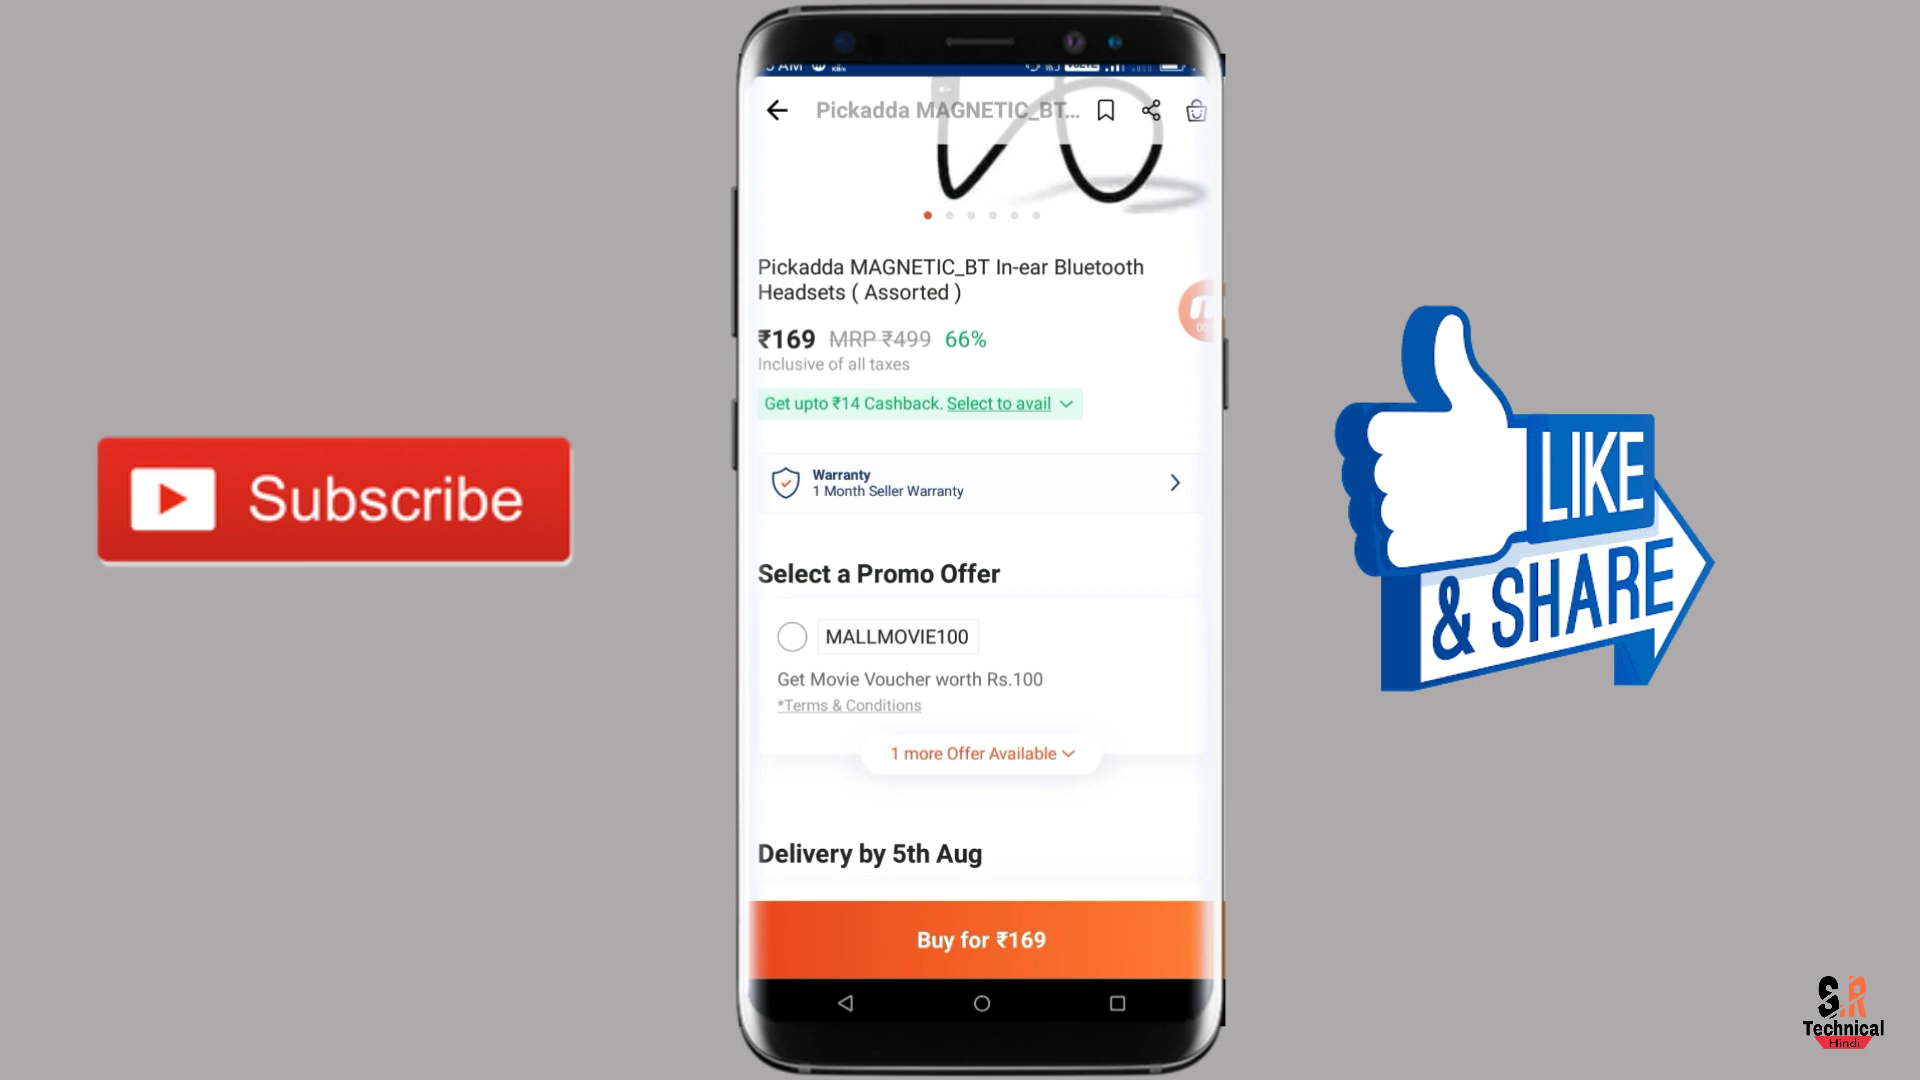 Pickadda MAGNETIC_BT...
Pickadda MAGNETIC_BT In-ear Bluetooth
Headsets ( Assorted )
₹169 MRP ₹499 66%
Inclusive of all taxes
Get upto ₹14 Cashback. Select to avail
Warranty
1 Month Seller Warranty
Select a Promo Offer
MALLMOVIE100
Get Movie Voucher worth Rs.100
*Terms & Conditions
1 more Offer Available
Delivery by 5th Aug
Buy for ₹169
Subscribe
LIKE
& SHARE
S.R
Technical
Hindi